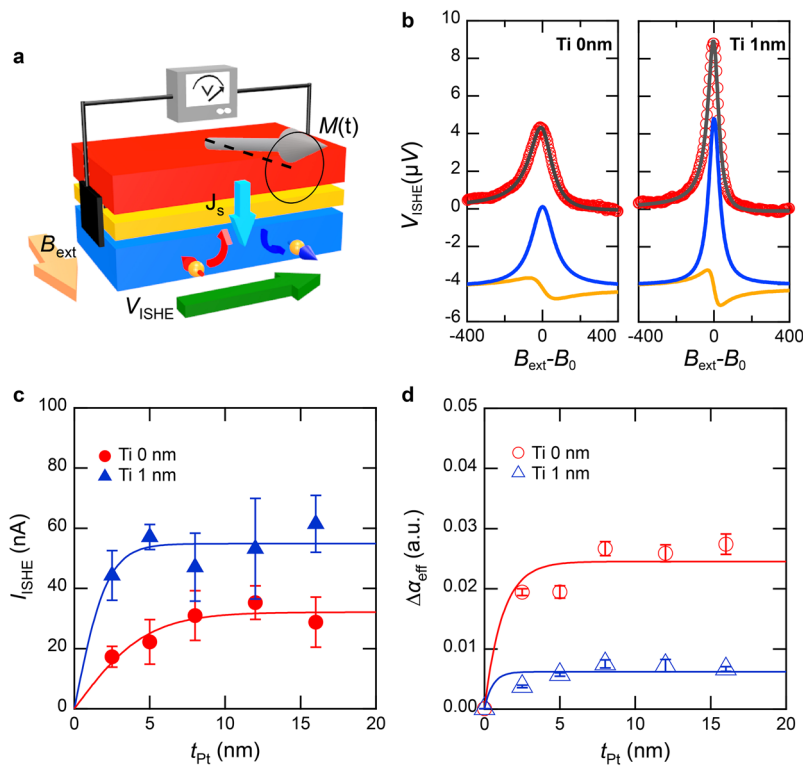 a
V
M(t)
J_s
B_ext
V_ISHE
b
Ti 0nm
Ti 1nm
10
8
6
4
2
0
-2
-4
-6
V_ISHE(µV)
-400
0
400
-400
0
400
B_ext-B_0
B_ext-B_0
c
100
80
60
40
20
0
I_ISHE (nA)
Ti 0 nm
Ti 1 nm
0
5
10
15
20
t_Pt (nm)
d
0.05
0.04
0.03
0.02
0.01
0.00
Δα_eff (a.u.)
Ti 0 nm
Ti 1 nm
0
5
10
15
20
t_Pt (nm)